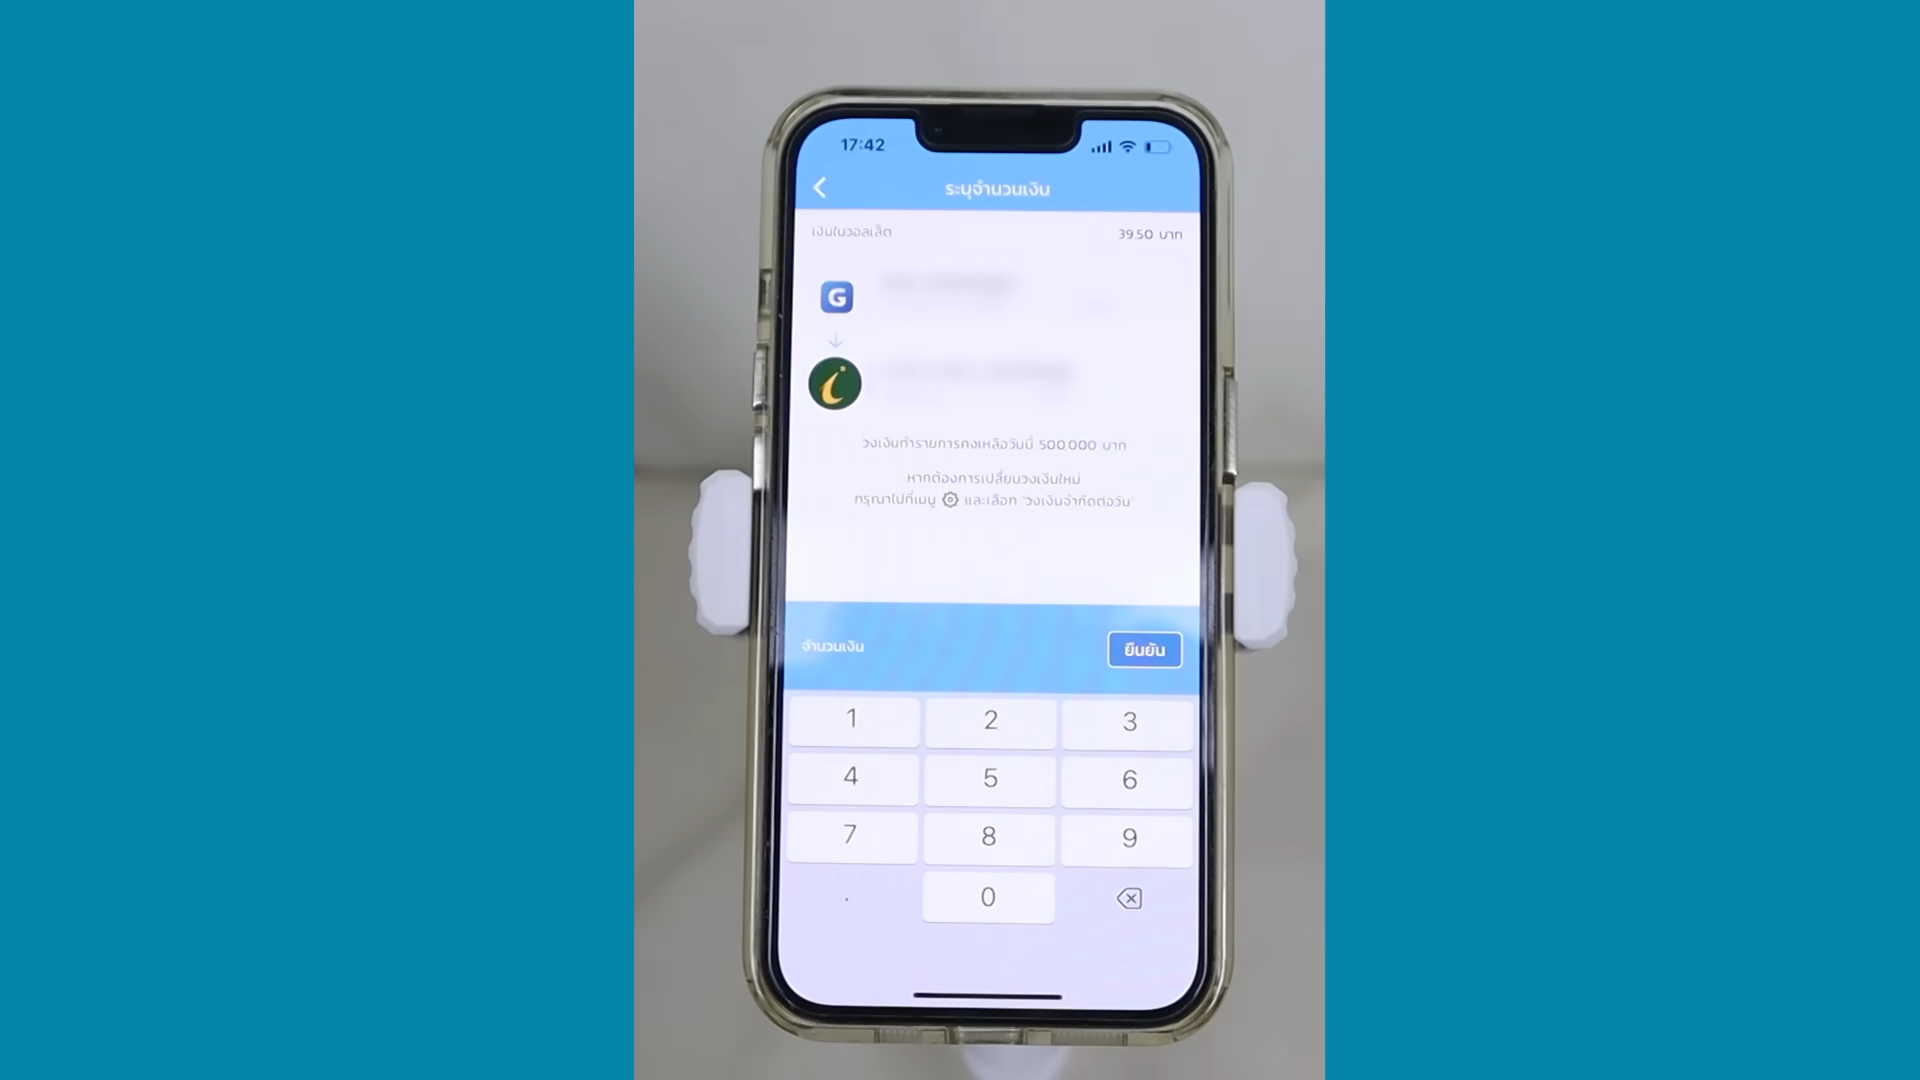 17:42
ระบุจำนวนเงิน
เงินในวอลเล็ต 39.50 บาท
G
วงเงินทำรายการคงเหลือวันนี้ 500,000 บาท
หากต้องการเปลี่ยนวงเงินใหม่
กรุณาไปที่เมนู และเลือก 'วงเงินจำกัดต่อวัน'
จำนวนเงิน ยืนยัน
1 2 3
4 5 6
7 8 9
. 0